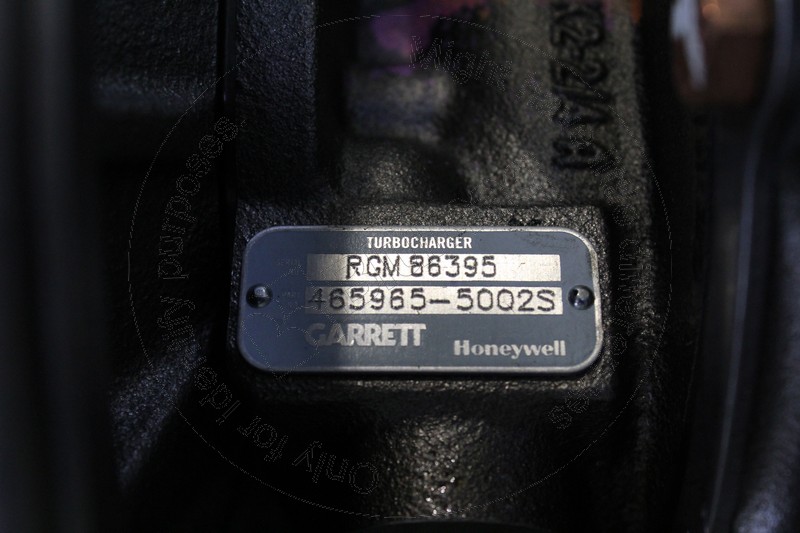 TURBOCHARGER
RGM 86395
465965-5002S
GARRETT
Honeywell
Only for identify purposes.